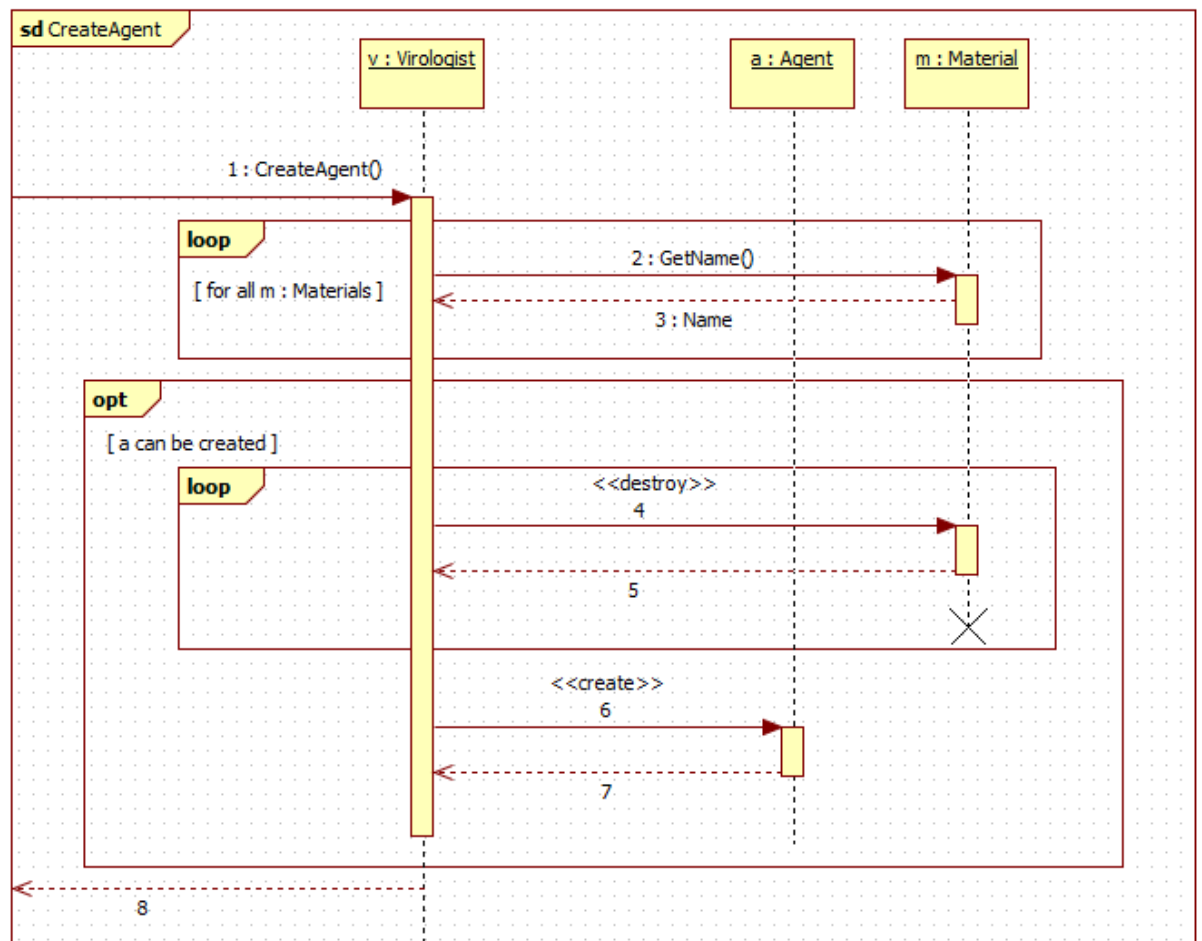 sd CreateAgent
v : Virologist
a : Agent
m : Material
1 : CreateAgent()
loop
2 : GetName()
[ for all m : Materials ]
3 : Name
opt
[ a can be created ]
loop
<<destroy>>
4
5
<<create>>
6
7
8